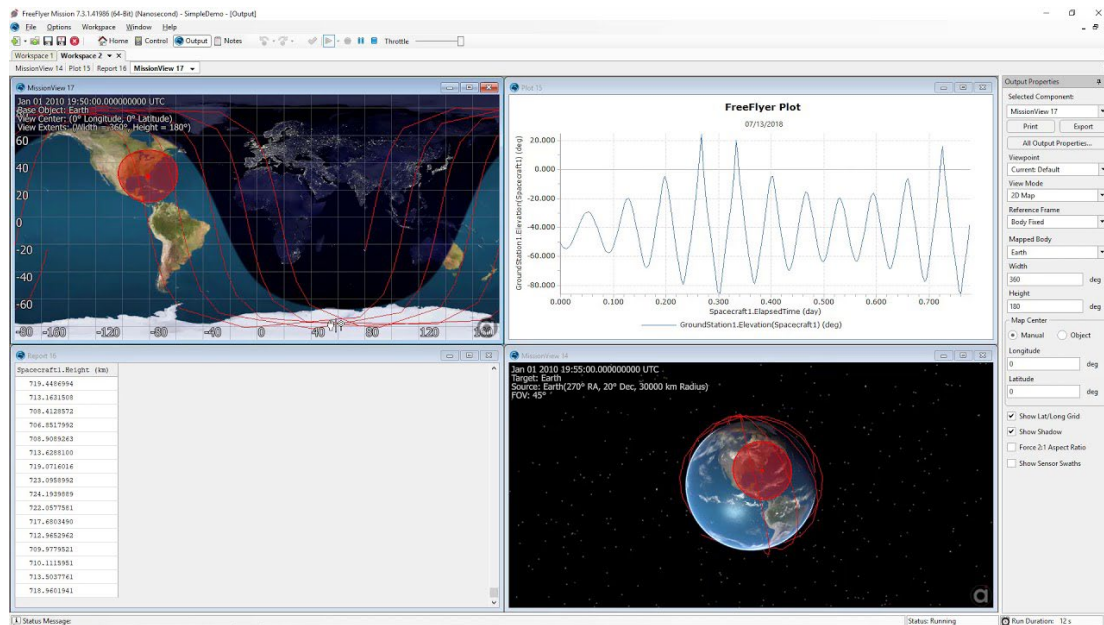 FreeFlyer Mission 7.3.1.41986 (64-Bit) (Nanosecond) - SimpleDemo - [Output]
File Options Workspace Window Help
Home Control Output Notes Throttle
Workspace 1 Workspace 2
MissionView 14 Plot 15 Report 16 MissionView 17
MissionView 17
Jan 01 2010 19:50:00.000000000 UTC
Base Object: Earth
View Center: (0° Longitude, 0° Latitude)
View Extents: (Width = 360°, Height = 180°)
60
40
20
0
-20
-40
-60
-80 -160 -120 -80 -40 0 40 80 120 160
Plot 15
FreeFlyer Plot
07/13/2018
GroundStation1.Elevation(Spacecraft1) (deg)
20.000
0.000
-20.000
-40.000
-60.000
-80.000
0.000 0.100 0.200 0.300 0.400 0.500 0.600 0.700
Spacecraft1.ElapsedTime (day)
GroundStation1.Elevation(Spacecraft1) (deg)
Report 16
Spacecraft1.Height (km)
719.4486994
713.1631508
708.4128572
706.8517992
708.9089263
713.6288100
719.0716016
723.0958992
724.1939889
722.0577581
717.6803490
712.9652962
709.9779521
710.1115951
713.5037761
718.9601941
MissionView 14
Jan 01 2010 19:55:00.000000000 UTC
Target: Earth
Source: Earth(270° RA, 20° Dec, 30000 km Radius)
FOV: 45°
a
Output Properties
Selected Component:
MissionView 17
Print Export
All Output Properties...
Viewpoint
Current: Default
View Mode
2D Map
Reference Frame
Body Fixed
Mapped Body
Earth
Width
360 deg
Height
180 deg
Map Center
Manual Object
Longitude
0 deg
Latitude
0 deg
Show Lat/Long Grid
Show Shadow
Force 2:1 Aspect Ratio
Show Sensor Swaths
Status Message: Status: Running Run Duration: 12 s